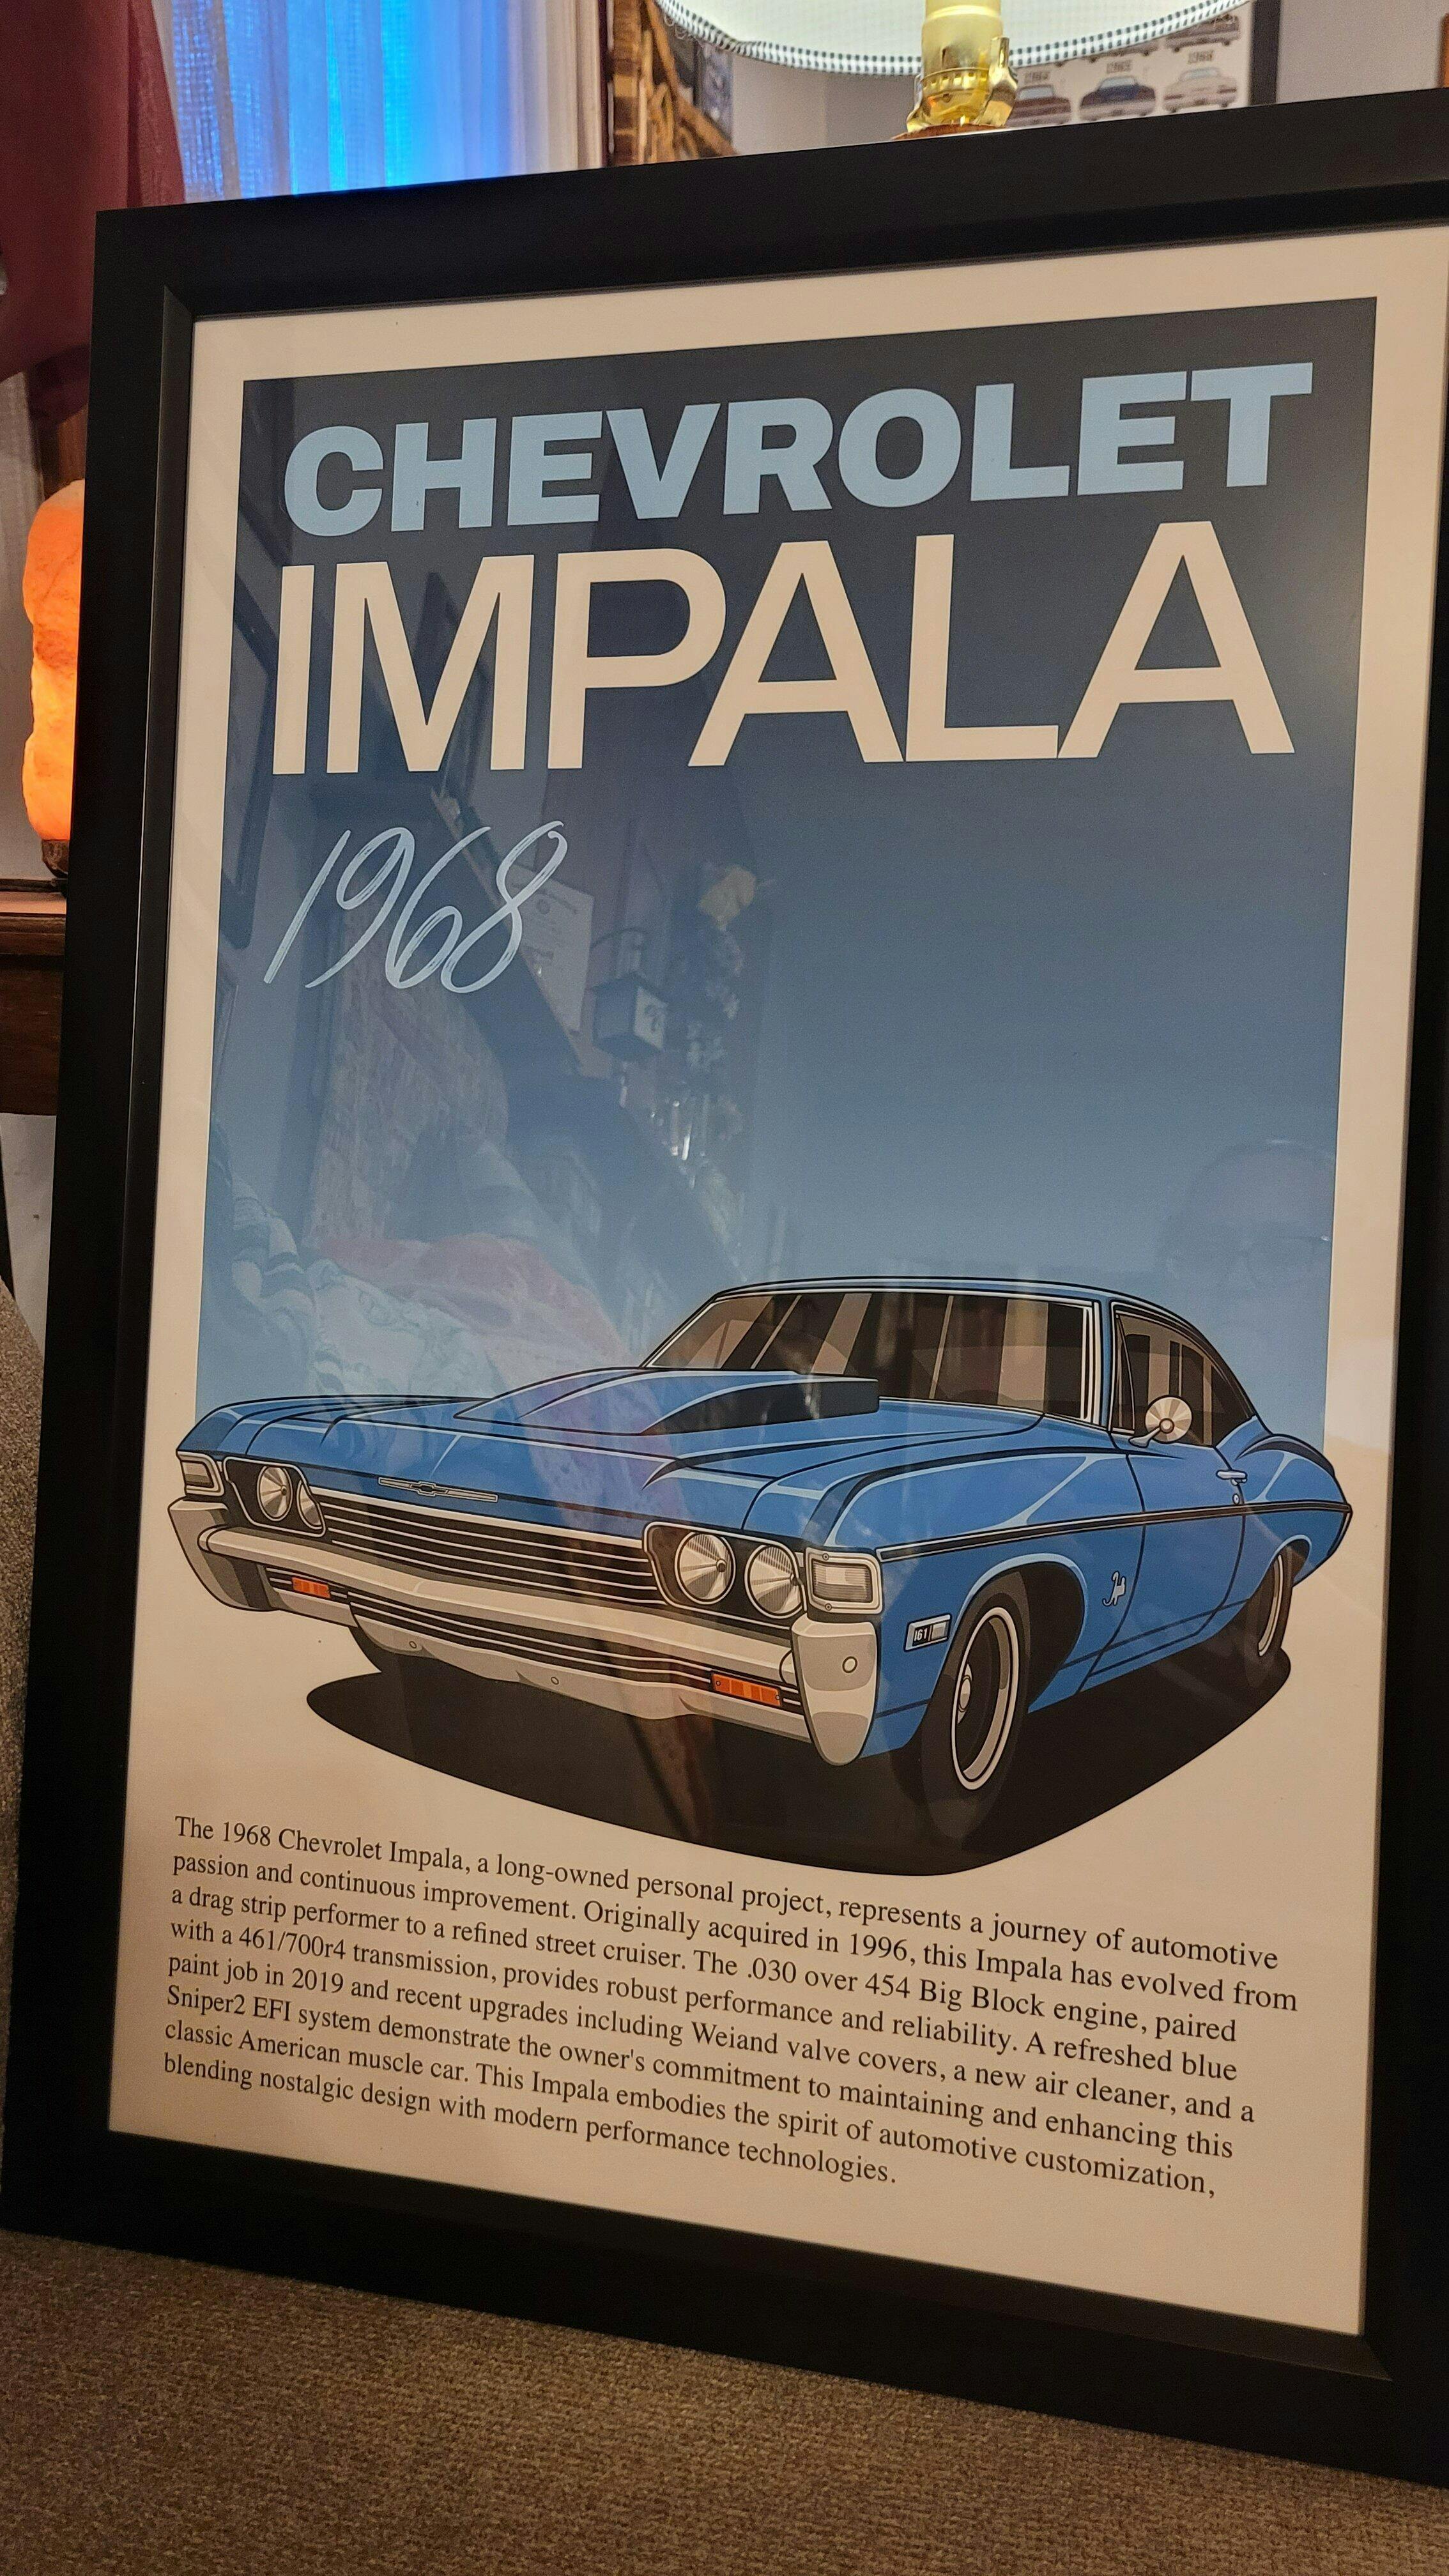 CHEVROLET
IMPALA
1968
161
The 1968 Chevrolet Impala, a long-owned personal project, represents a journey of automotive
passion and continuous improvement. Originally acquired in 1996, this Impala has evolved from
a drag strip performer to a refined street cruiser. The .030 over 454 Big Block engine, paired
with a 461/700r4 transmission, provides robust performance and reliability. A refreshed blue
paint job in 2019 and recent upgrades including Weiand valve covers, a new air cleaner, and a
Sniper2 EFI system demonstrate the owner's commitment to maintaining and enhancing this
classic American muscle car. This Impala embodies the spirit of automotive customization,
blending nostalgic design with modern performance technologies.